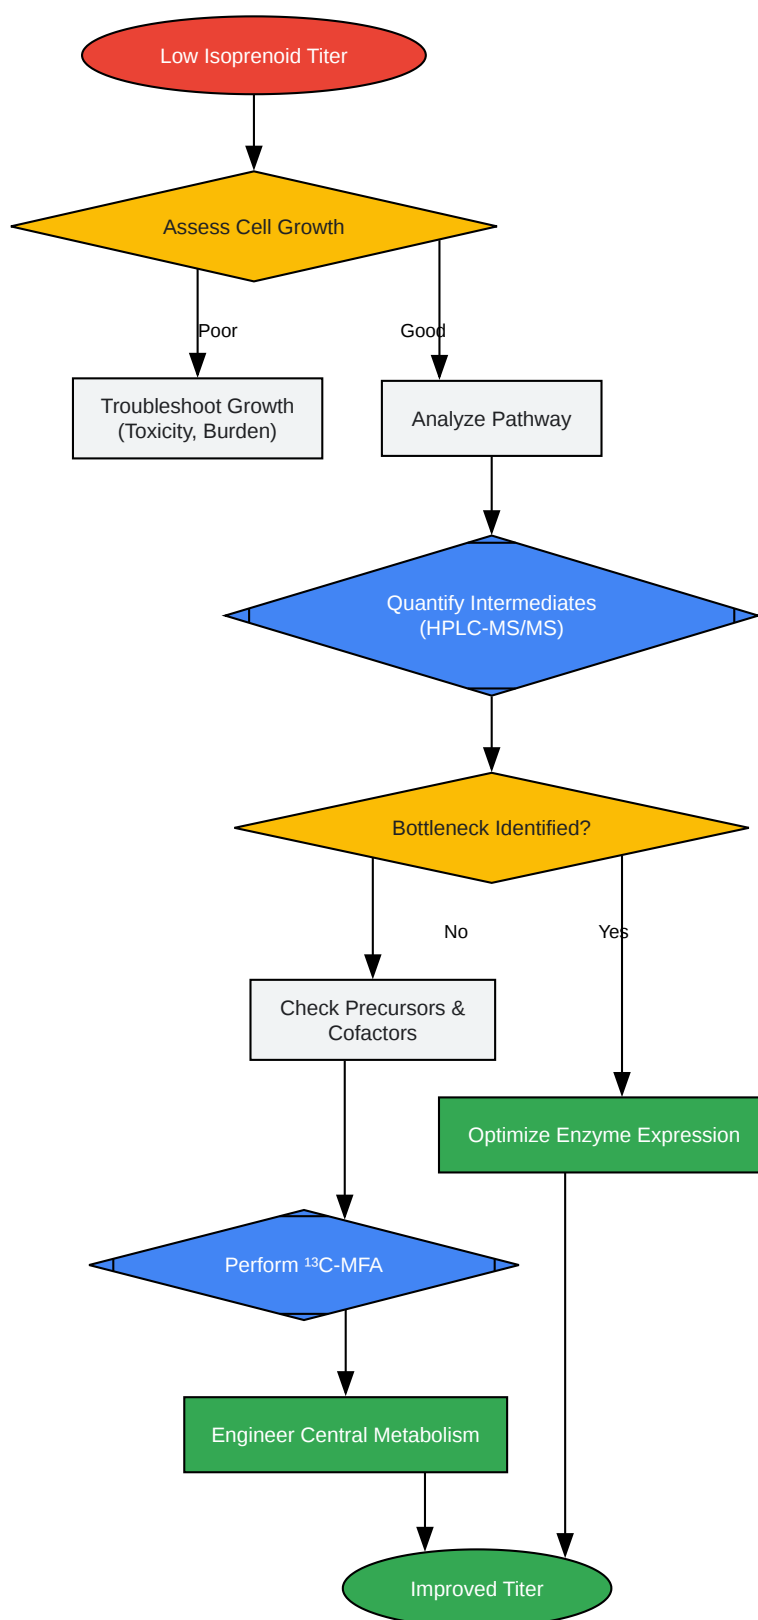 Low Isoprenoid Titer
Assess Cell Growth
Poor
Good
Troubleshoot Growth
(Toxicity, Burden)
Analyze Pathway
Quantify Intermediates
(HPLC-MS/MS)
Bottleneck Identified?
No
Yes
Check Precursors &
Cofactors
Optimize Enzyme Expression
Perform ¹³C-MFA
Engineer Central Metabolism
Improved Titer